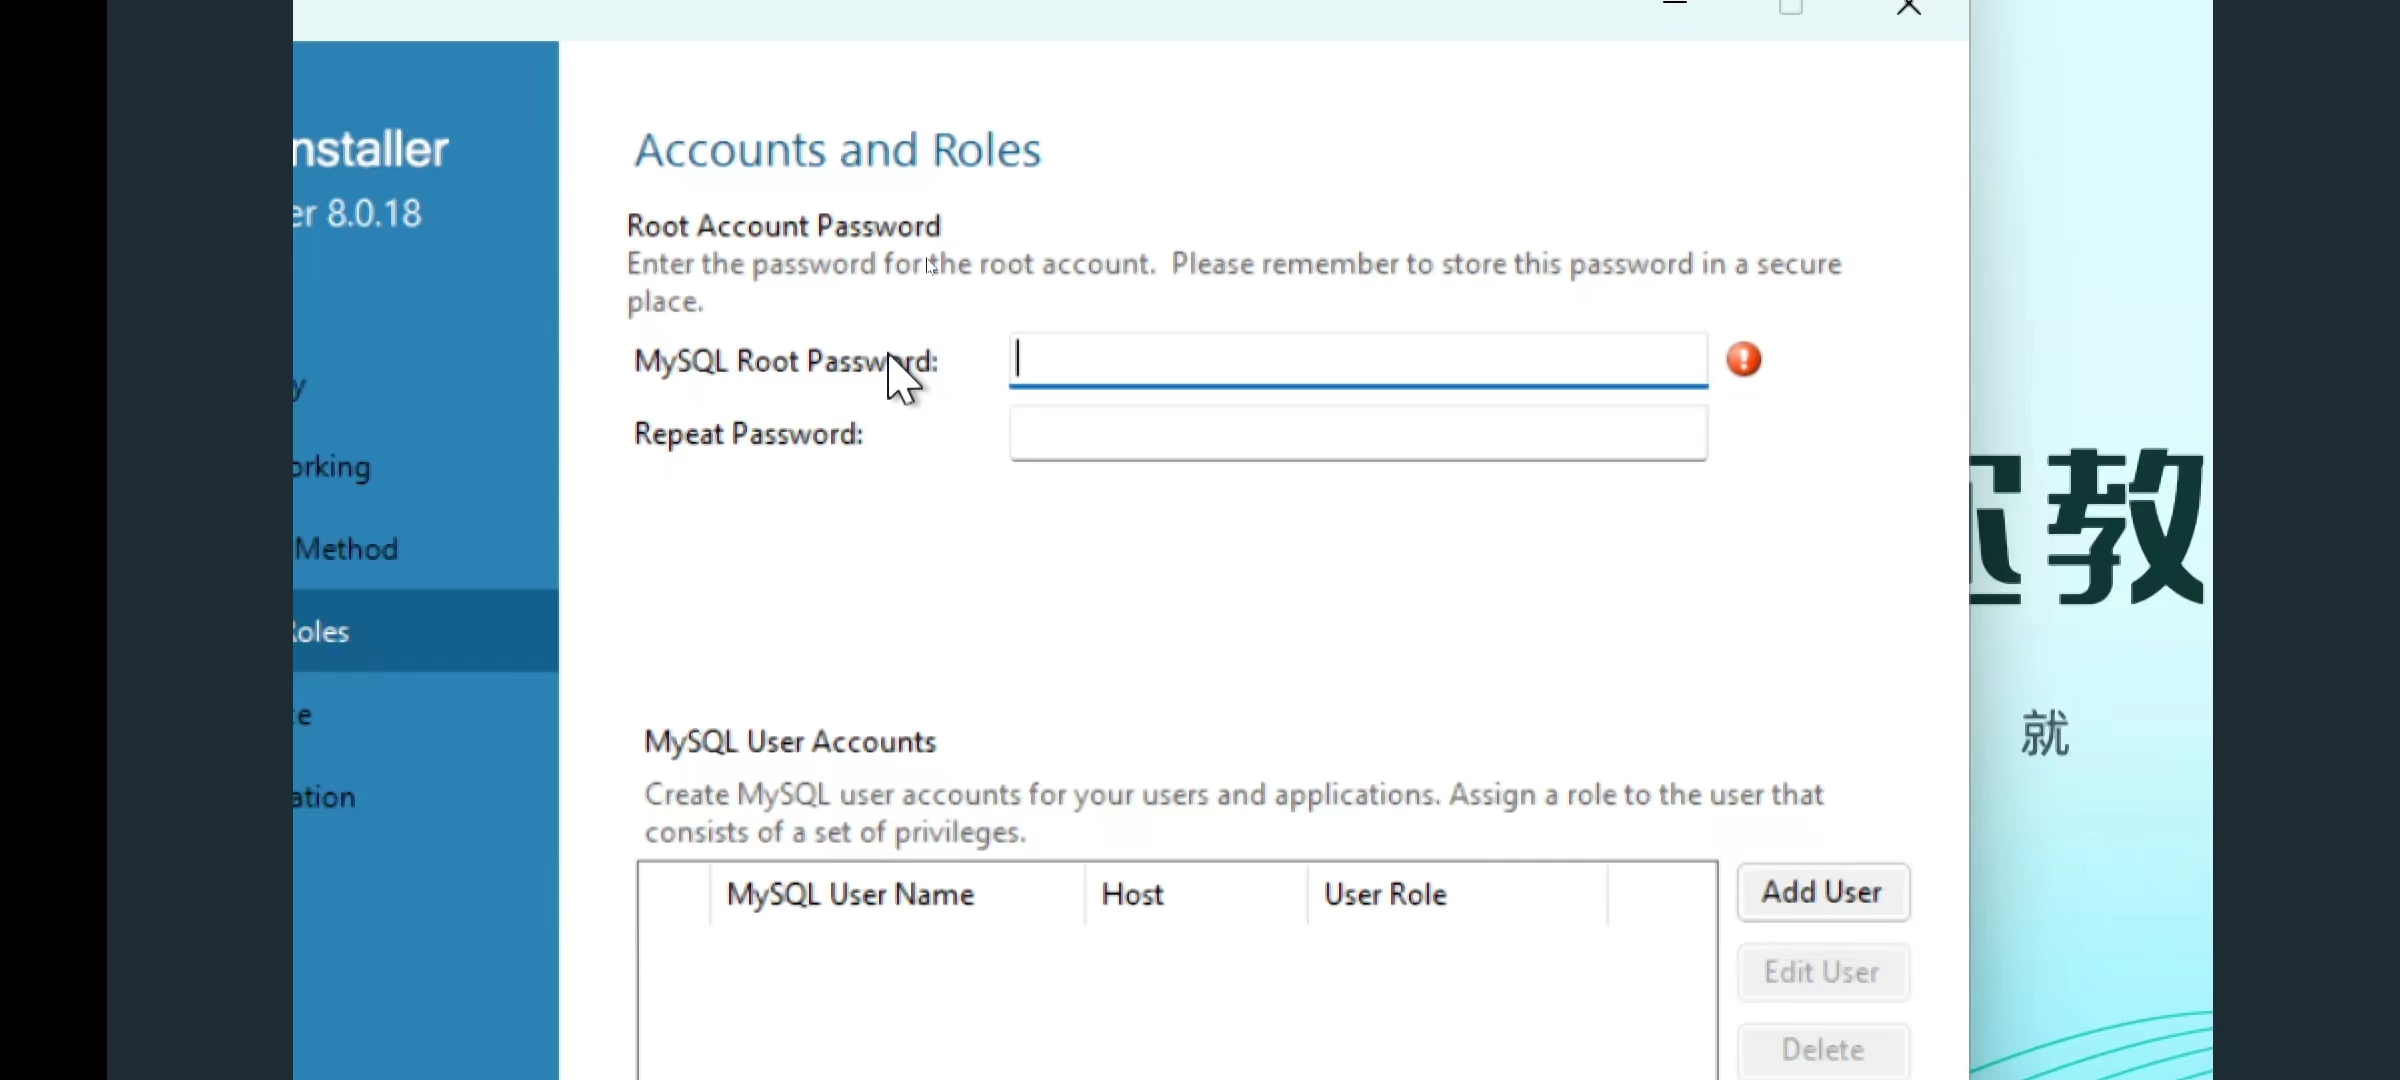 nstaller
er 8.0.18
y
orking
Method
Roles
e
ation
Accounts and Roles
Root Account Password
Enter the password for the root account. Please remember to store this password in a secure
place.
MySQL Root Password:
Repeat Password:
MySQL User Accounts
Create MySQL user accounts for your users and applications. Assign a role to the user that
consists of a set of privileges.
MySQL User Name Host User Role
Add User
Edit User
Delete
教
就